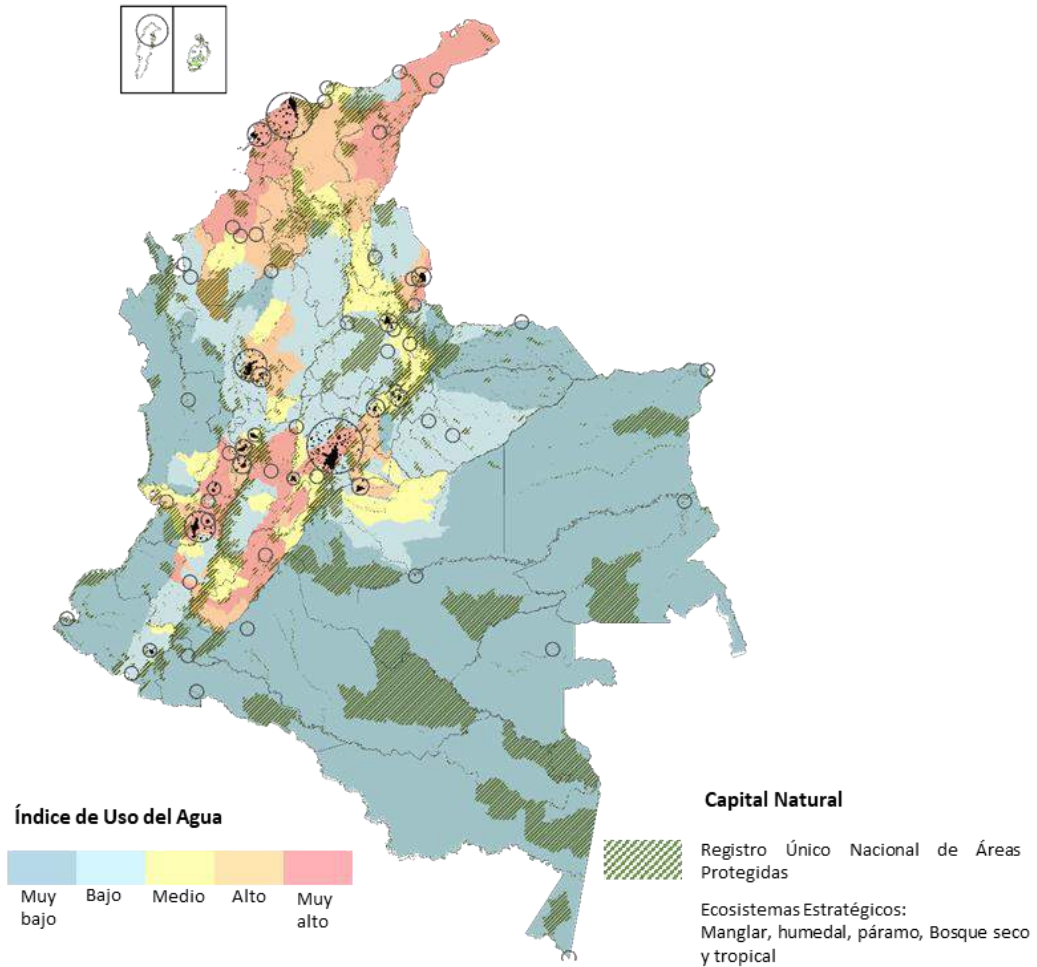 Índice de Uso del Agua
Muy bajo
Bajo
Medio
Alto
Muy alto
Capital Natural
Registro Único Nacional de Áreas
Protegidas
Ecosistemas Estratégicos:
Manglar, humedal, páramo, Bosque seco
y tropical